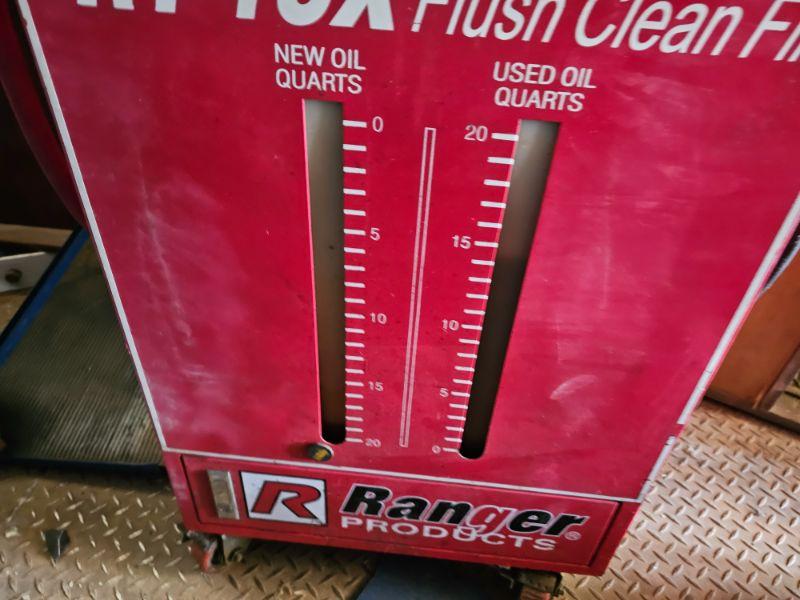 Flush Clean
NEW OIL
QUARTS
USED OIL
QUARTS
0
5
10
15
20
20
15
10
5
0
R
Ranger®
PRODUCTS